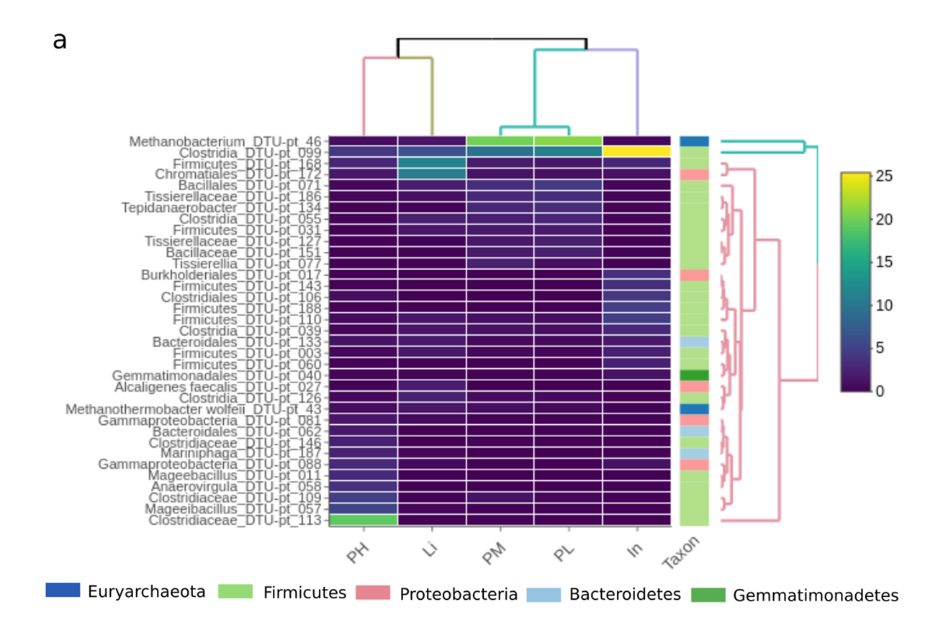 a
Methanobacterium_DTU-pt_46
Clostridia_DTU-pt_099
Firmicutes_DTU-pt_168
Chromatiales_DTU-pt_172
Bacillales_DTU-pt_071
Tissierellaceae_DTU-pt_186
Tepidanaerobacter_DTU-pt_134
Clostridia_DTU-pt_055
Firmicutes_DTU-pt_031
Tissierellaceae_DTU-pt_127
Bacillaceae_DTU-pt_151
Tissierellia_DTU-pt_077
Burkholderiales_DTU-pt_017
Firmicutes_DTU-pt_143
Clostridiales_DTU-pt_106
Firmicutes_DTU-pt_188
Firmicutes_DTU-pt_110
Clostridia_DTU-pt_039
Bacteroidales_DTU-pt_133
Firmicutes_DTU-pt_003
Firmicutes_DTU-pt_060
Gemmatimonadales_DTU-pt_040
Alcaligenes faecalis_DTU-pt_027
Clostridia_DTU-pt_126
Methanothermobacter wolfeii_DTU-pt_43
Gammaproteobacteria_DTU-pt_081
Bacteroidales_DTU-pt_062
Clostridiaceae_DTU-pt_146
Mariniphaga_DTU-pt_187
Gammaproteobacteria_DTU-pt_088
Mageebacillus_DTU-pt_011
Anaerovirgula_DTU-pt_058
Clostridiaceae_DTU-pt_109
Mageeibacillus_DTU-pt_057
Clostridiaceae_DTU-pt_113
PH Li PM PL In Taxon
25
20
15
10
5
0
Euryarchaeota Firmicutes Proteobacteria Bacteroidetes Gemmatimonadetes